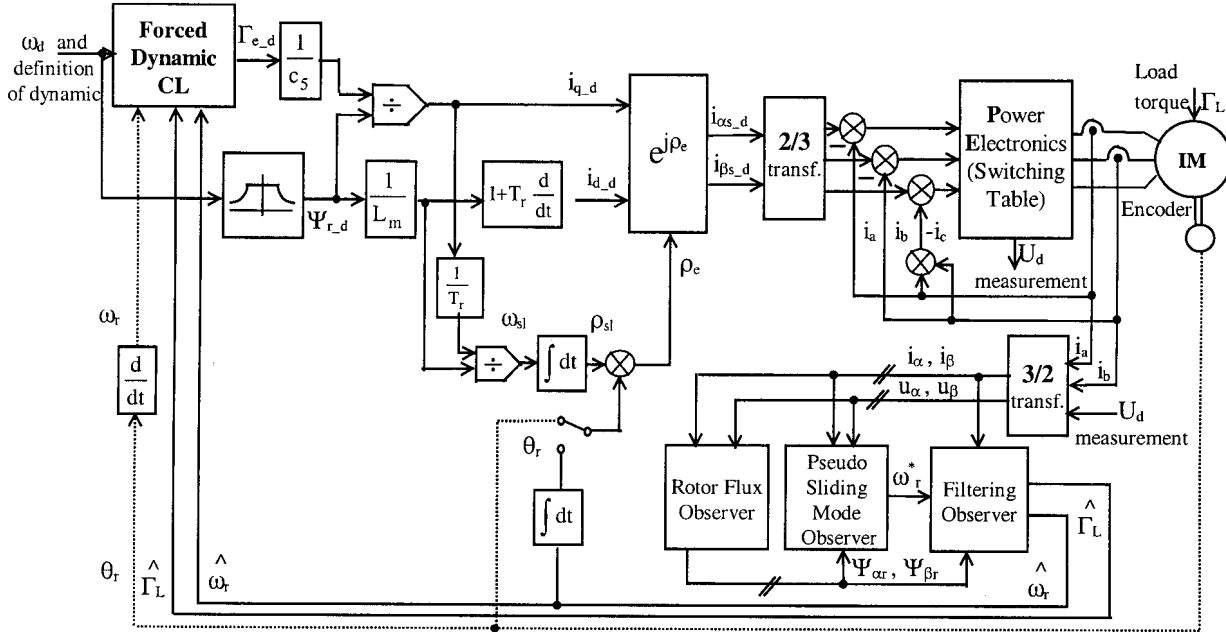 ω_d and
definition
of dynamic
Forced
Dynamic
CL
Γ_e_d
1
c_5
÷
i_q_d
Ψ_r_d
1
L_m
1+T_r d
dt
i_d_d
e^jρ_e
i_αs_d
i_βs_d
2/3
transf.
−
−
Power
Electronics
(Switching
Table)
Load
torque
Γ_L
IM
Encoder
i_a
i_b
-i_c
U_d
measurement
1
T_r
ρ_e
ω_r
ω_sl
ρ_sl
d
dt
÷
∫ dt
i_α , i_β
u_α, u_β
i_a
i_b
3/2
transf.
U_d
measurement
θ_r
∫ dt
Rotor Flux
Observer
Pseudo
Sliding
Mode
Observer
ω*_r
Filtering
Observer
Γ̂_L
Ψ_αr , Ψ_βr
ω̂_r
θ_r
Γ̂_L
ω̂_r